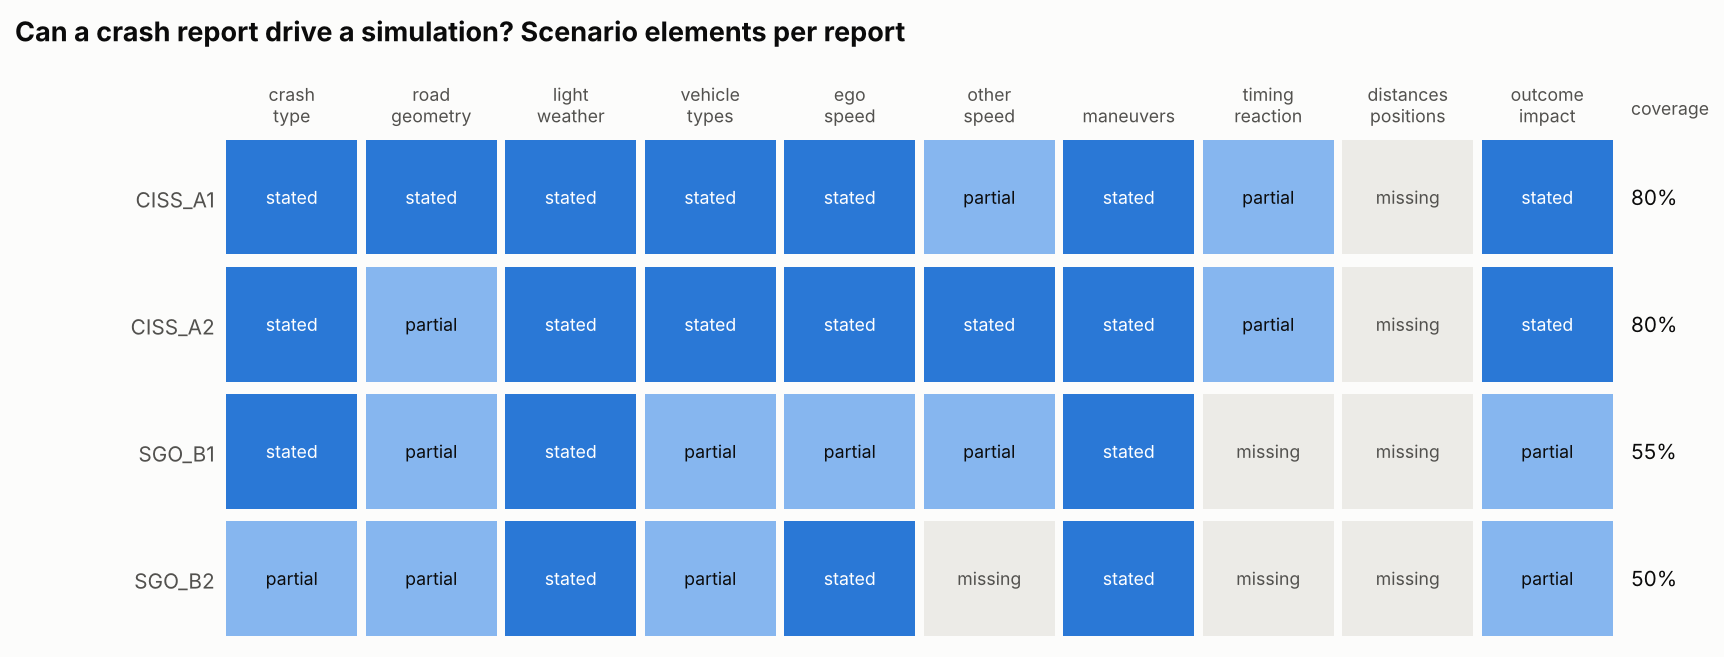 Can a crash report drive a simulation? Scenario elements per report
crash type
road geometry
light weather
vehicle types
ego speed
other speed
maneuvers
timing reaction
distances positions
outcome impact
coverage
CISS_A1 stated stated stated stated stated partial stated partial missing stated 80%
CISS_A2 stated partial stated stated stated stated stated partial missing stated 80%
SGO_B1 stated partial stated partial partial partial stated missing missing partial 55%
SGO_B2 partial partial stated partial stated missing stated missing missing partial 50%